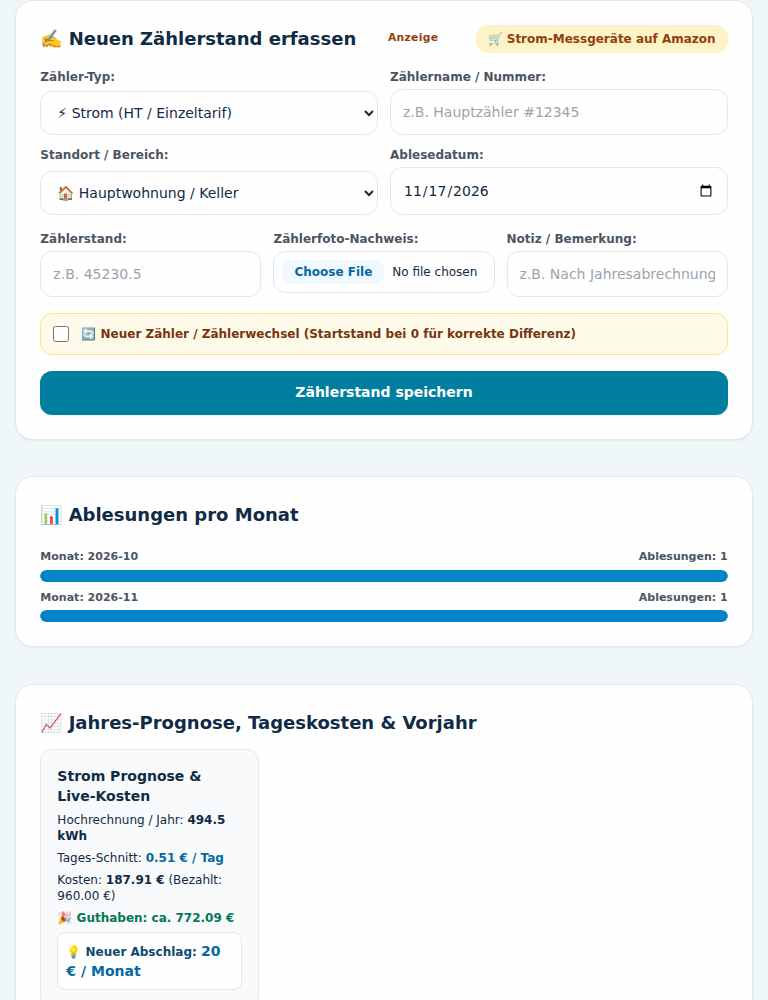 ✍️ Neuen Zählerstand erfassen
Anzeige
🛒 Strom-Messgeräte auf Amazon
Zähler-Typ:
Zählername / Nummer:
⚡ Strom (HT / Einzeltarif)
z.B. Hauptzähler #12345
Standort / Bereich:
Ablesedatum:
🏠 Hauptwohnung / Keller
11/17/2026
Zählerstand:
Zählerfoto-Nachweis:
Notiz / Bemerkung:
z.B. 45230.5
Choose File No file chosen
z.B. Nach Jahresabrechnung
🔄 Neuer Zähler / Zählerwechsel (Startstand bei 0 für korrekte Differenz)
Zählerstand speichern
📊 Ablesungen pro Monat
Monat: 2026-10
Ablesungen: 1
Monat: 2026-11
Ablesungen: 1
📈 Jahres-Prognose, Tageskosten & Vorjahr
Strom Prognose &
Live-Kosten
Hochrechnung / Jahr: 494.5
kWh
Tages-Schnitt: 0.51 € / Tag
Kosten: 187.91 € (Bezahlt:
960.00 €)
🎉 Guthaben: ca. 772.09 €
💡 Neuer Abschlag: 20
€ / Monat